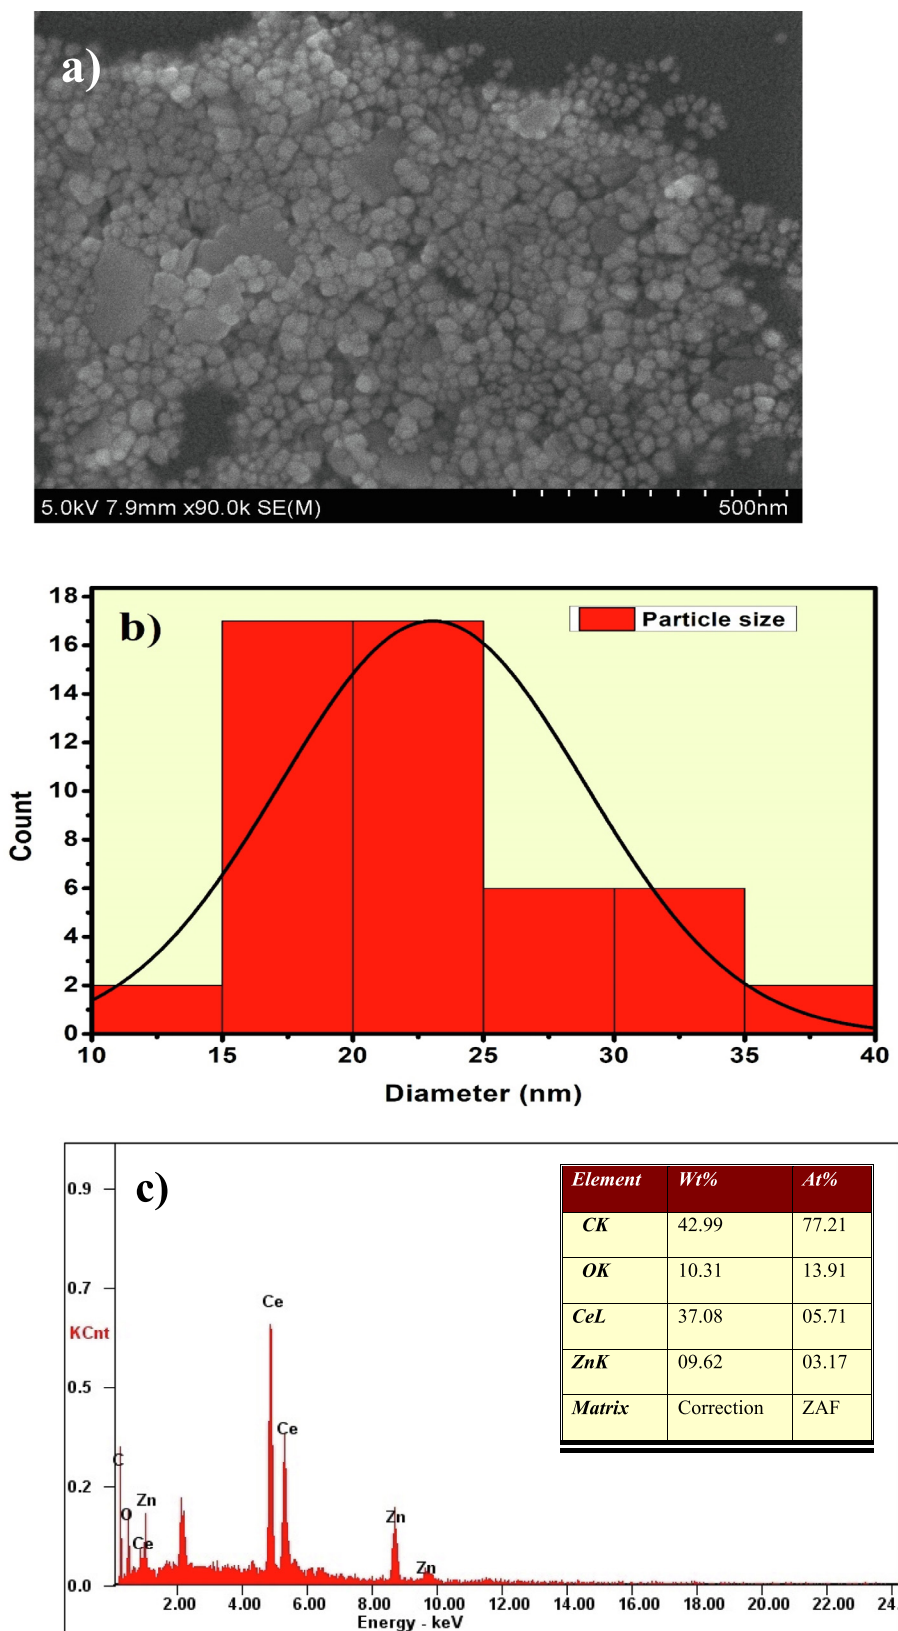 a)
5.0kV 7.9mm x90.0k SE(M) 500nm
b)
Particle size
18
16
14
12
10
8
6
4
2
0
Count
10 15 20 25 30 35 40
Diameter (nm)
c)
Element Wt% At%
CK 42.99 77.21
OK 10.31 13.91
CeL 37.08 05.71
ZnK 09.62 03.17
Matrix Correction ZAF
0.9
0.7
KCnt
0.5
0.2
0.0
Ce
Ce
C
Zn
O
Ce
Zn
Zn
2.00 4.00 6.00 8.00 10.00 12.00 14.00 16.00 18.00 20.00 22.00 24.
Energy - keV